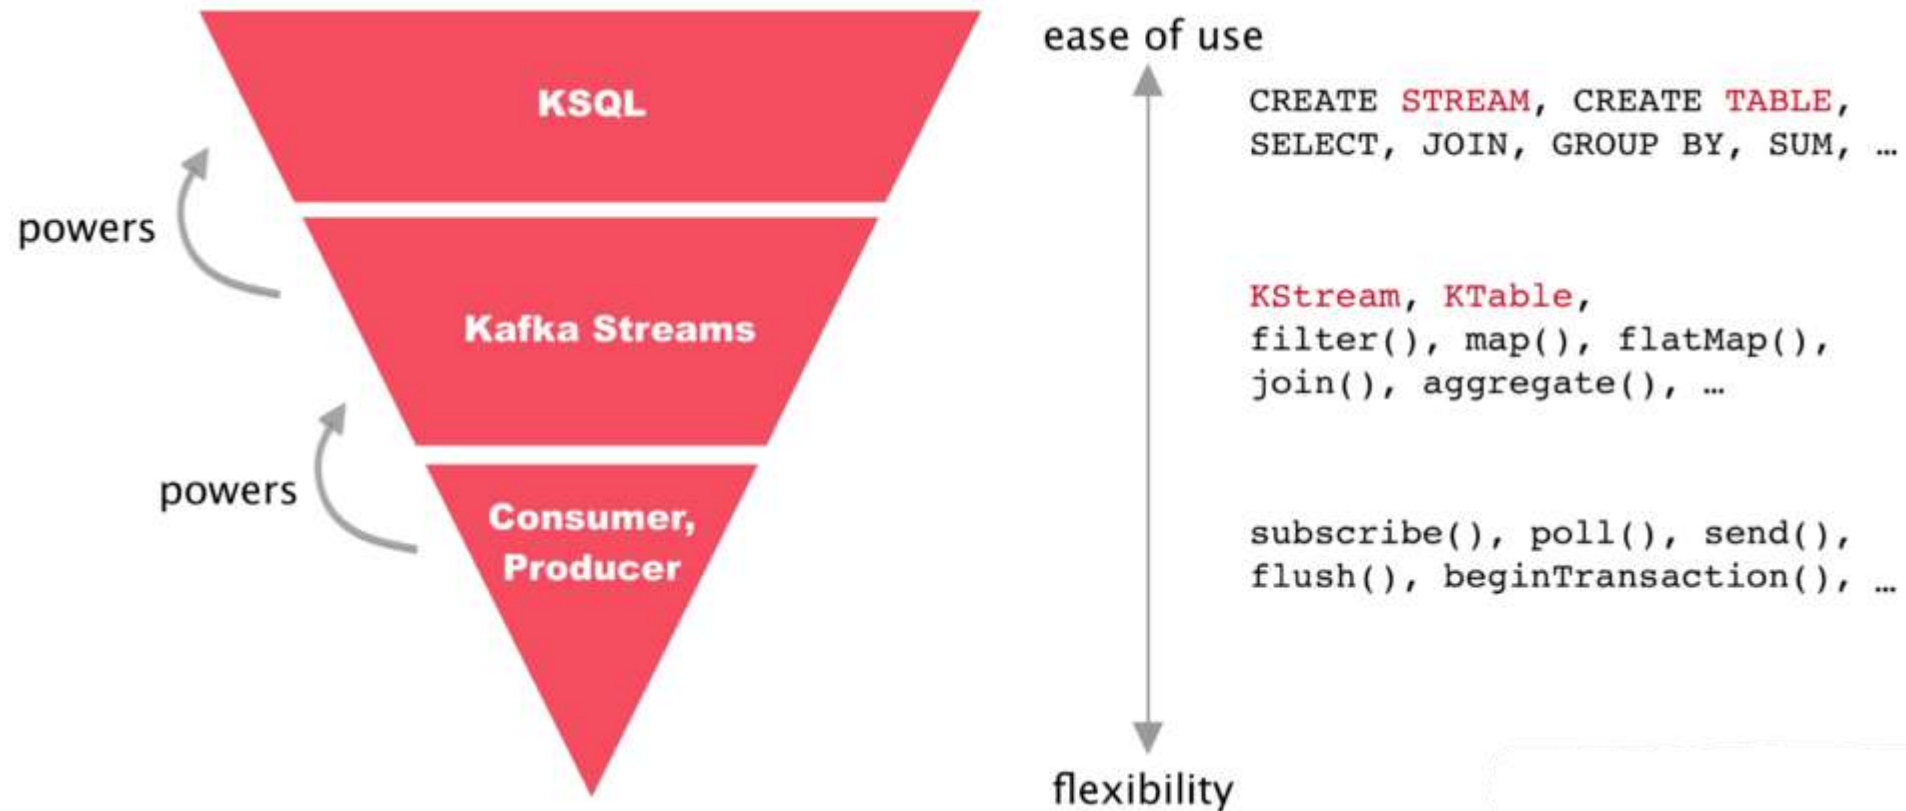 KSQL
powers
Kafka Streams
powers
Consumer,
Producer
ease of use
CREATE STREAM, CREATE TABLE,
SELECT, JOIN, GROUP BY, SUM, …
KStream, KTable,
filter(), map(), flatMap(),
join(), aggregate(), …
subscribe(), poll(), send(),
flush(), beginTransaction(), …
flexibility